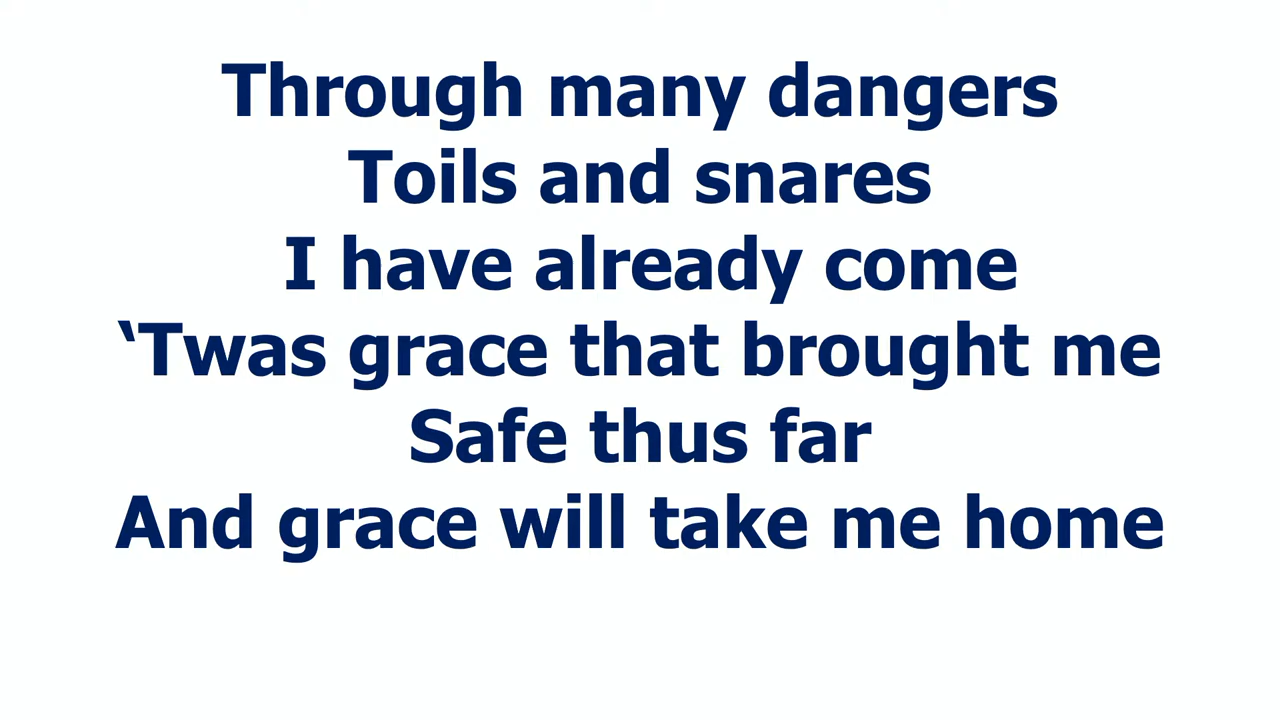 Through many dangers
Toils and snares
I have already come
‘Twas grace that brought me
Safe thus far
And grace will take me home